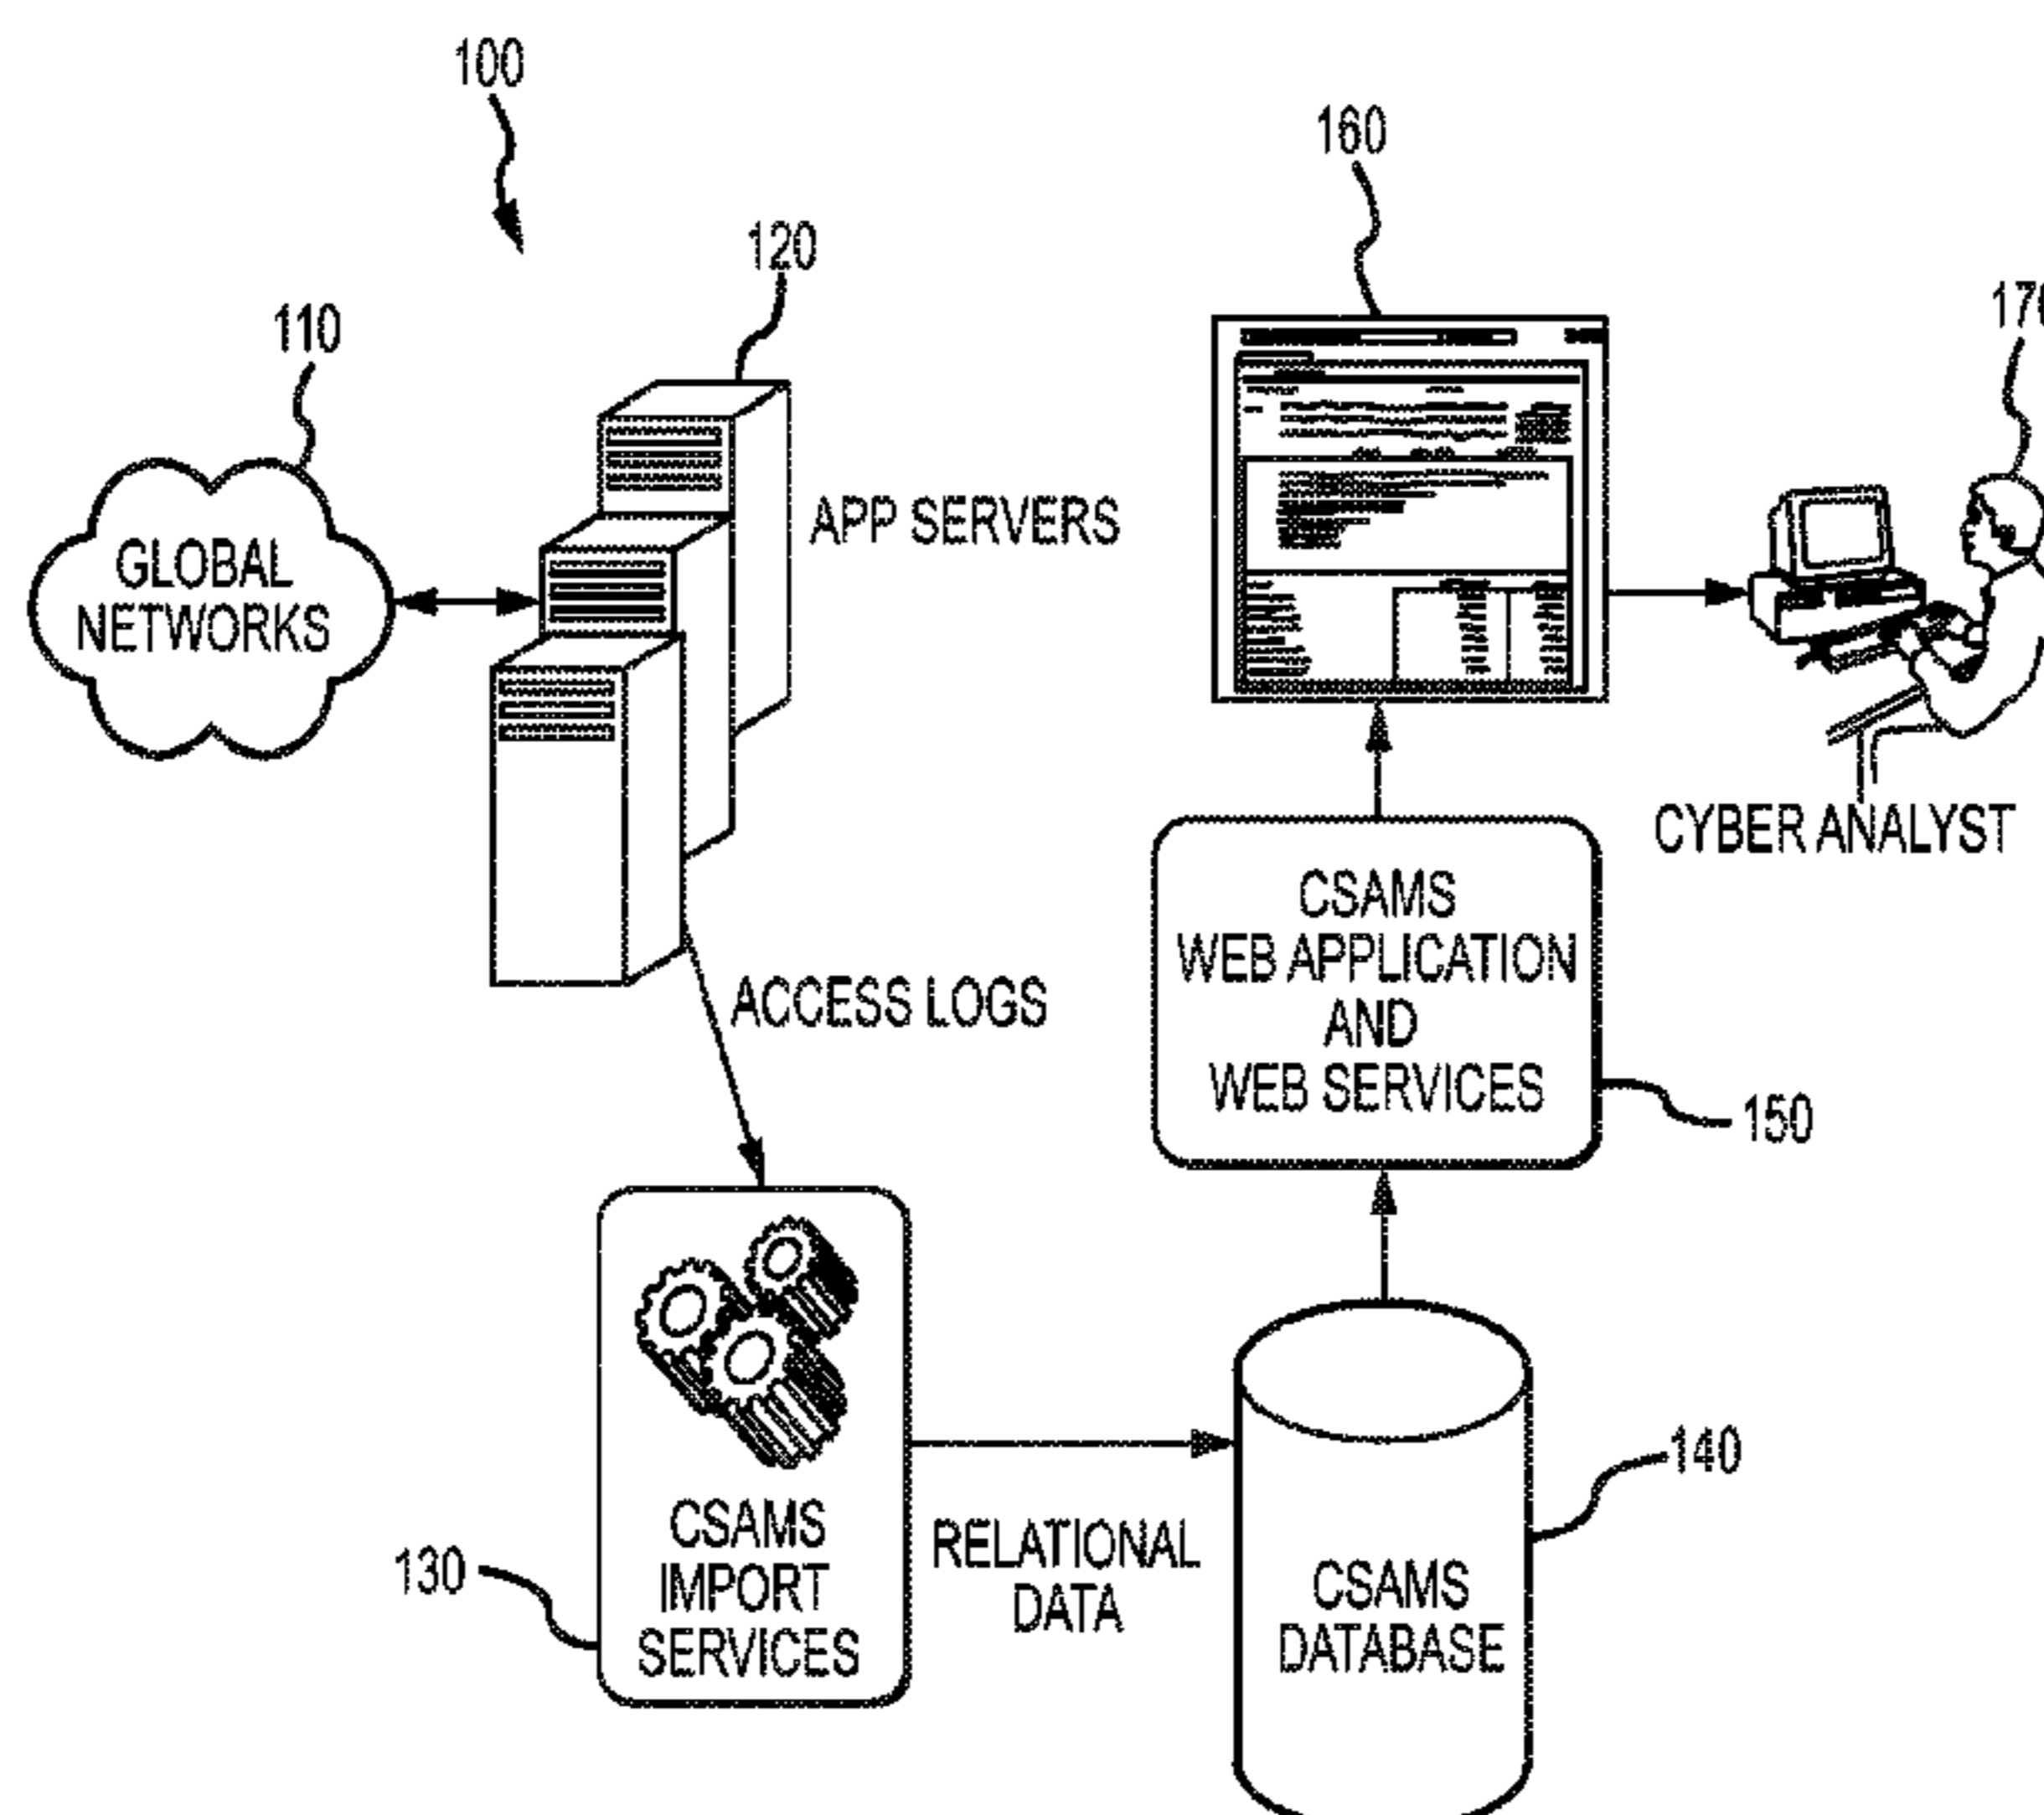 100
160
120
170
110
APP SERVERS
GLOBAL
NETWORKS
CYBER ANALYST
CSAMS
WEB APPLICATION
AND
WEB SERVICES
ACCESS LOGS
150
140
CSAMS
IMPORT
SERVICES
130
RELATIONAL
DATA
CSAMS
DATABASE